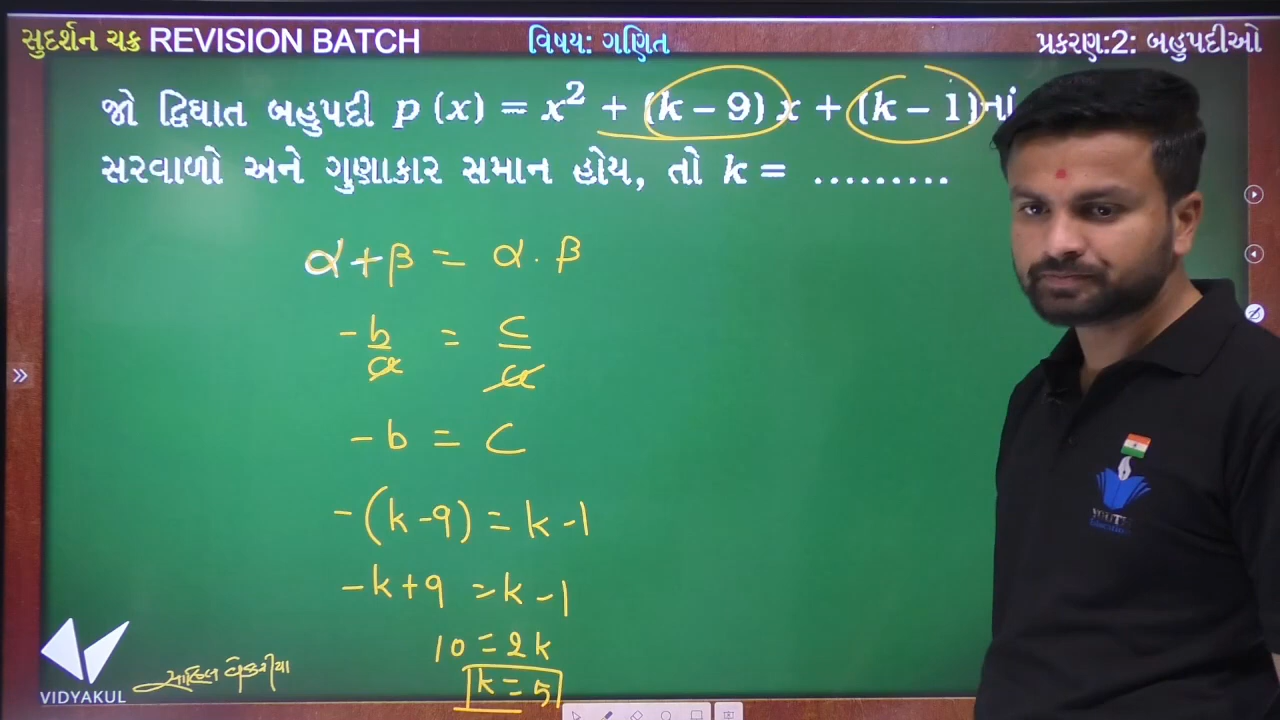 સુદર્શન ચક્ર REVISION BATCH
વિષય: ગણિત
પ્રકરણ:2: બહુપદીઓ
જો દ્વિઘાત બહુપદી p (x) = x² + (k – 9) x + (k – 1)નાં
સરવાળો અને ગુણાકાર સમાન હોય, તો k = .........
α + β = α . β
-b/a = c/a
-b = c
-(k-9) = k-1
-k+9 = k-1
10 = 2k
k = 5
VIDYAKUL